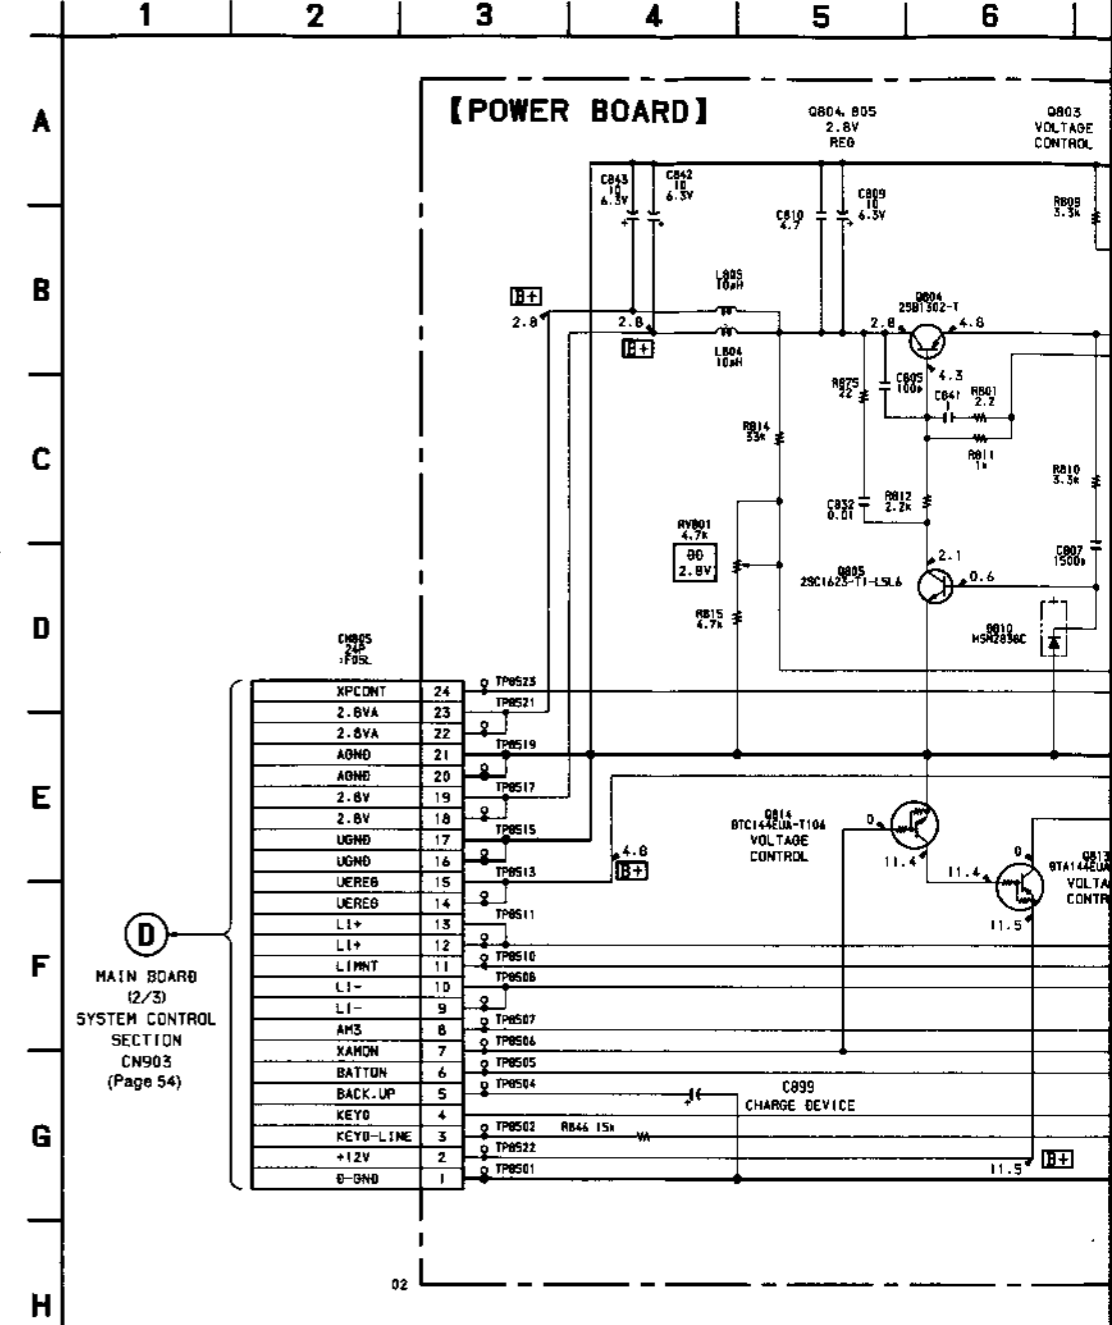 1 2 3 4 5 6
A
B
C
D
E
F
G
H
【POWER BOARD】
Q804, 805
2.8V
REG
Q803
VOLTAGE
CONTROL
C843
10
6.3V
C842
10
6.3V
C810
4.7
C809
10
6.3V
R809
3.3k
B+
2.8
2.8
B+
L805
10μH
L804
10μH
Q804
2SB1302-T
2.8
4.8
4.3
R875
22
C805
100p
C841
1
R801
2.2
R811
1k
R814
33k
R810
3.3k
C832
0.01
R812
2.2k
RV801
4.7k
2.8V
C807
1500p
2.1
Q805
2SC1623-T1-L5L6
0.6
R815
4.7k
D810
CN805
24P
XPCONT 24 TP8523
2.8VA 23 TP8521
2.8VA 22
AGND 21 TP8519
AGND 20
2.8V 19 TP8517
2.8V 18
UGND 17 TP8515
UGND 16
UEREG 15 TP8513
UEREG 14
LI+ 13 TP8511
LI+ 12
LIMNT 11 TP8510
LI- 10 TP8508
LI- 9
AM3 8 TP8507
XAMON 7 TP8506
BATTON 6 TP8505
BACK-UP 5 TP8504
KEY0 4
KEY0-LINE 3 TP8502
+12V 2 TP8522
D-GND 1 TP8501
4.8
B+
Q814
DTC144EUA-T106
VOLTAGE
CONTROL
0
11.4
11.4
0
11.5
Q813
DTA144EUA
VOLTA
CONTR
D
MAIN BOARD
(2/3)
SYSTEM CONTROL
SECTION
CN903
(Page 54)
C899
CHARGE DEVICE
R846 15k
11.5
B+
02